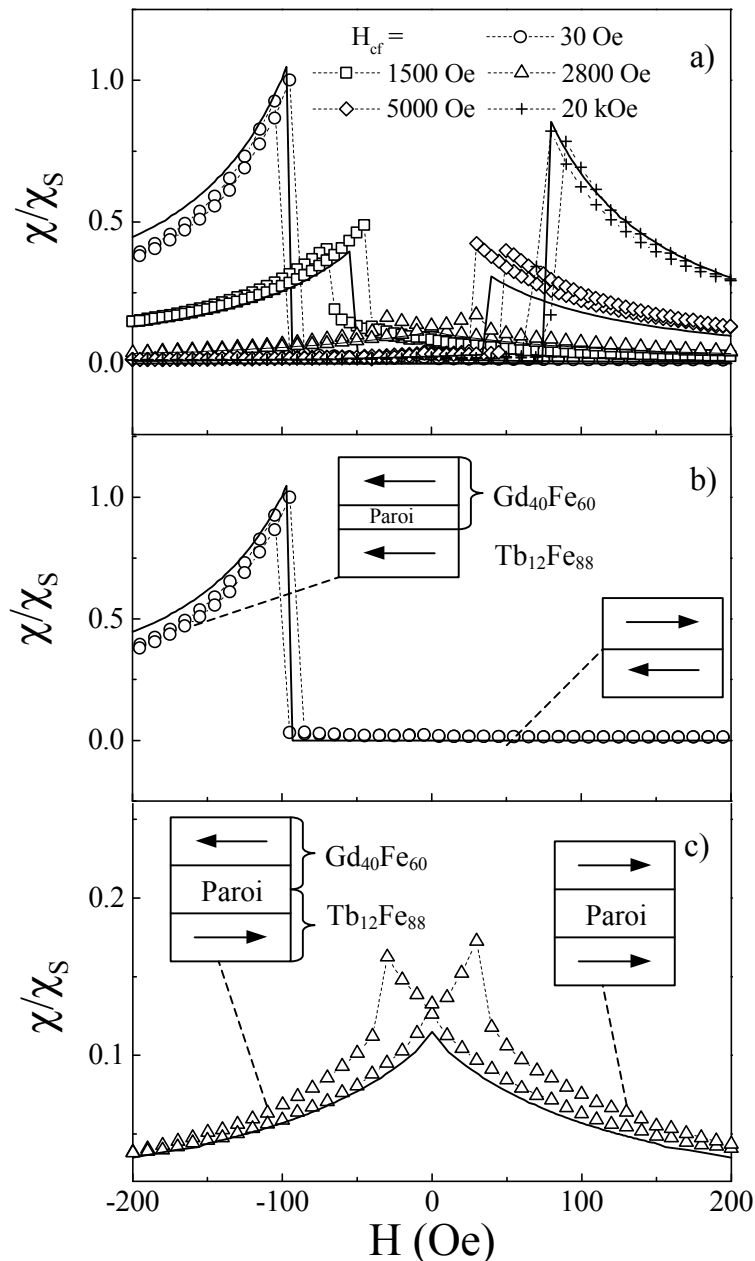 a)
H_cf =
30 Oe
1500 Oe
2800 Oe
5000 Oe
20 kOe
1.0
0.5
0.0
χ/χ_S
b)
Gd₄₀Fe₆₀
Paroi
Tb₁₂Fe₈₈
1.0
0.5
0.0
χ/χ_S
c)
Gd₄₀Fe₆₀
Paroi
Tb₁₂Fe₈₈
Paroi
0.2
0.1
χ/χ_S
-200 -100 0 100 200
H (Oe)